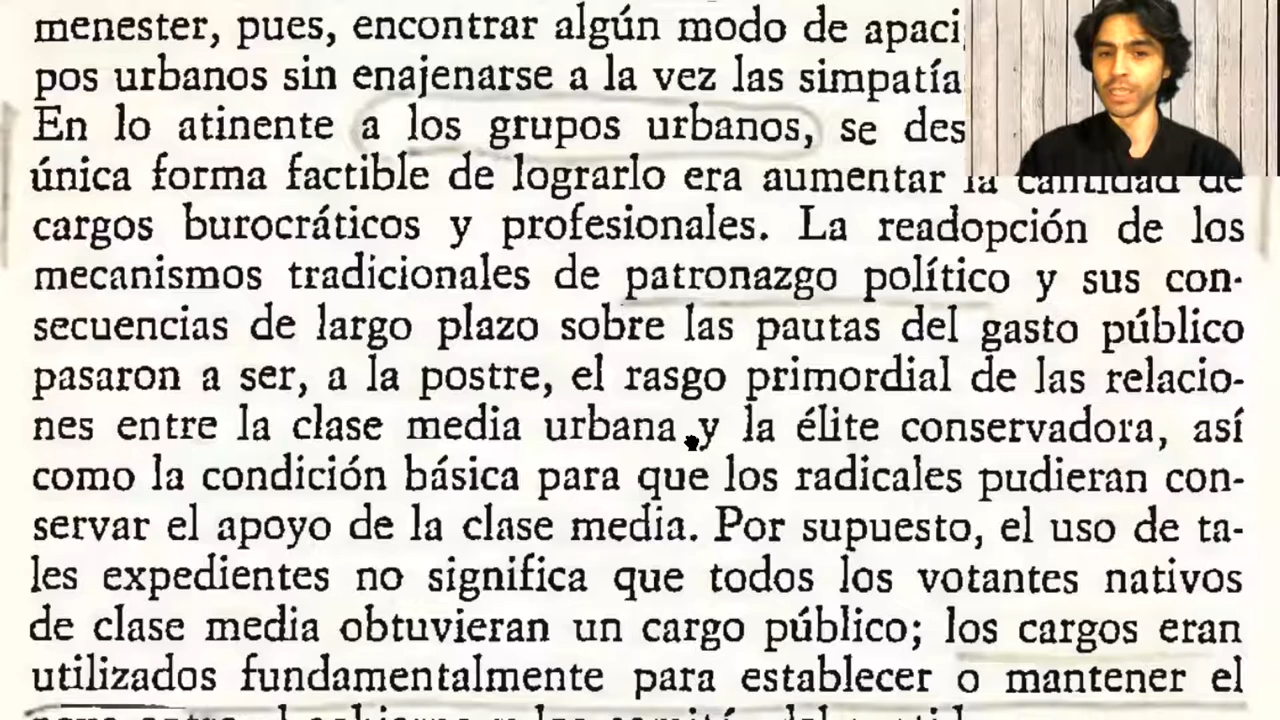 menester, pues, encontrar algún modo de apaci
pos urbanos sin enajenarse a la vez las simpatía
En lo atinente a los grupos urbanos, se des
única forma factible de lograrlo era aumentar la cantidad de
cargos burocráticos y profesionales. La readopción de los
mecanismos tradicionales de patronazgo político y sus con-
secuencias de largo plazo sobre las pautas del gasto público
pasaron a ser, a la postre, el rasgo primordial de las relacio-
nes entre la clase media urbana y la élite conservadora, así
como la condición básica para que los radicales pudieran con-
servar el apoyo de la clase media. Por supuesto, el uso de ta-
les expedientes no significa que todos los votantes nativos
de clase media obtuvieran un cargo público; los cargos eran
utilizados fundamentalmente para establecer o mantener el